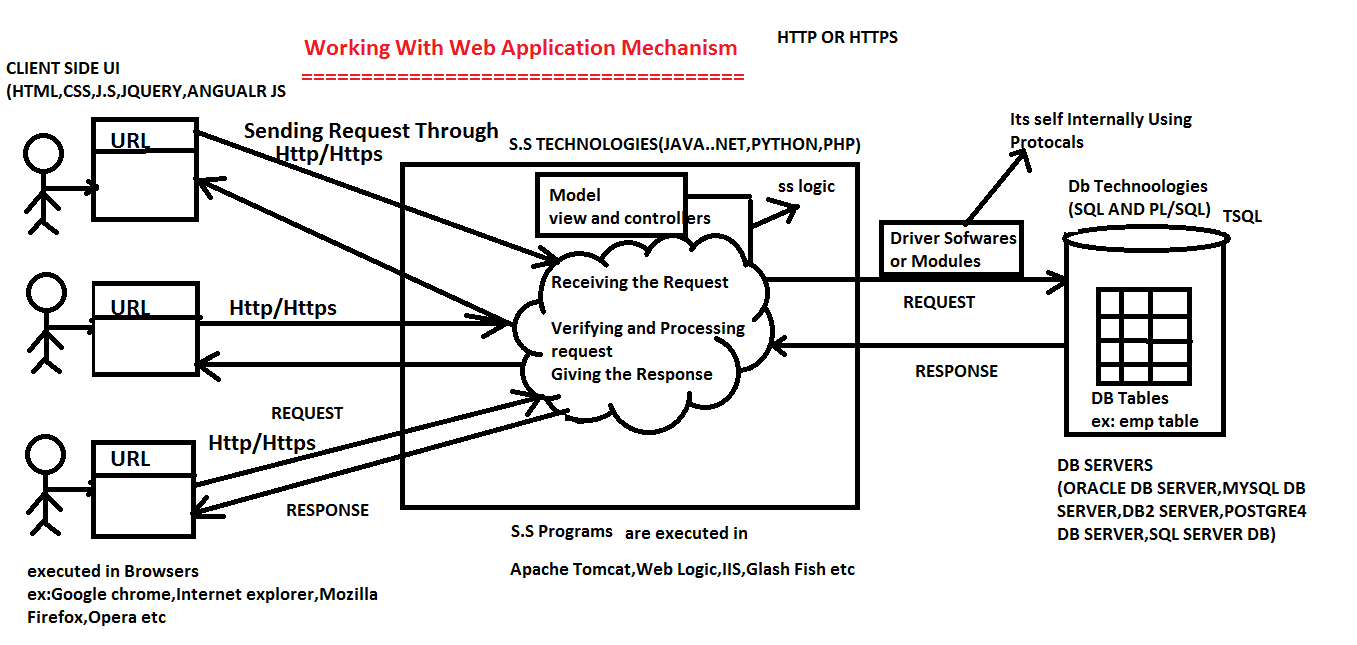 Working With Web Application Mechanism
==========================================
HTTP OR HTTPS
CLIENT SIDE UI
(HTML,CSS,J.S,JQUERY,ANGUALR JS
URL
Sending Request Through
Http/Https
URL
Http/Https
REQUEST
Http/Https
URL
RESPONSE
executed in Browsers
ex:Google chrome,Internet explorer,Mozilla
Firefox,Opera etc
S.S TECHNOLOGIES(JAVA..NET,PYTHON,PHP)
Model
view and controllers
ss logic
Receiving the Request
Verifying and Processing
request
Giving the Response
S.S Programs are executed in
Apache Tomcat,Web Logic,IIS,Glash Fish etc
Its self Internally Using
Protocals
Driver Sofwares
or Modules
REQUEST
RESPONSE
Db Technoologies
(SQL AND PL/SQL)
TSQL
DB Tables
ex: emp table
DB SERVERS
(ORACLE DB SERVER,MYSQL DB
SERVER,DB2 SERVER,POSTGRE4
DB SERVER,SQL SERVER DB)